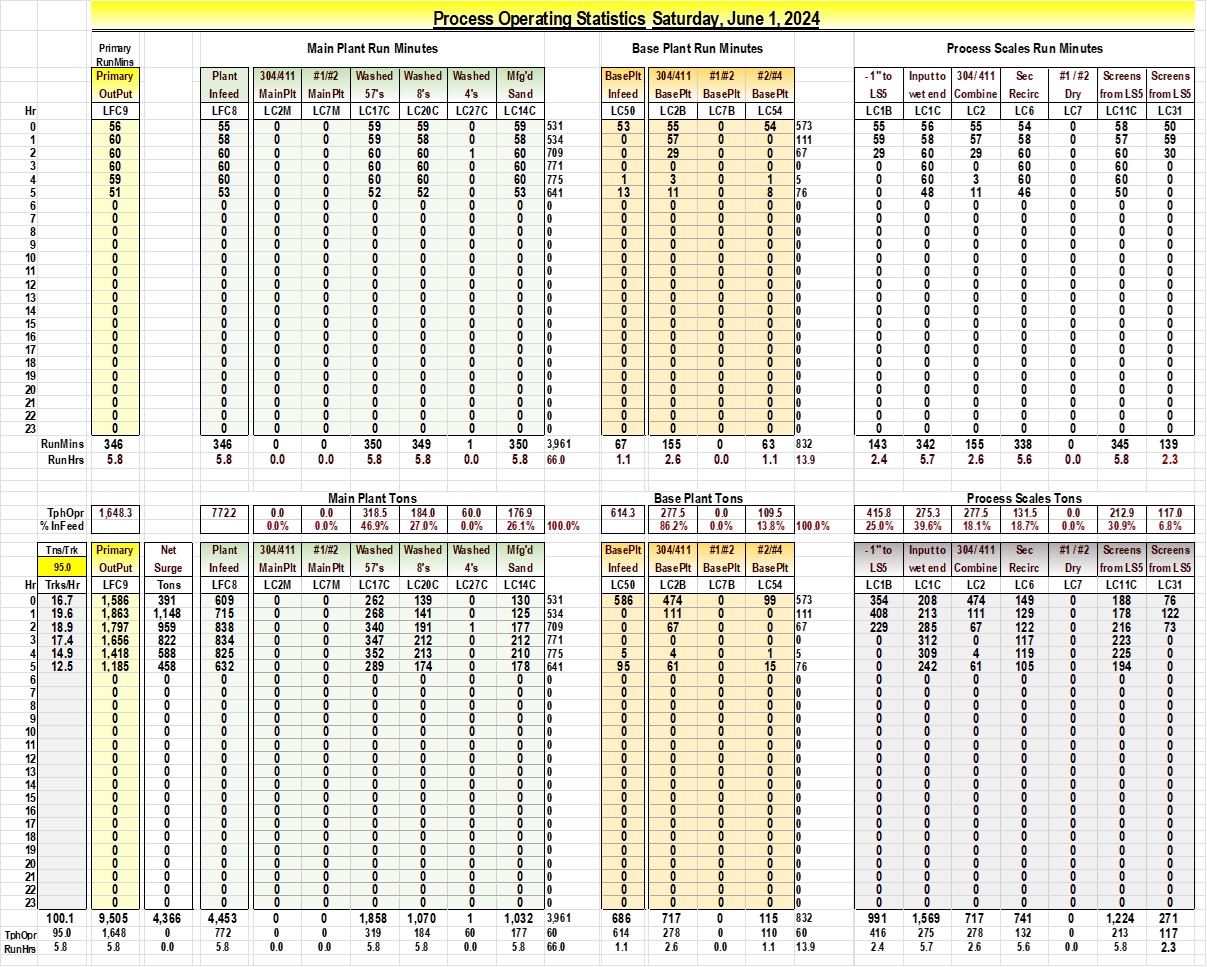 Process Operating Statistics Saturday, June 1, 2024
Primary Main Plant Run Minutes Base Plant Run Minutes Process Scales Run Minutes
RunMins
Primary Plant 304/411 #1/#2 Washed Washed Washed Mfg'd BasePlt 304/411 #1/#2 #2/#4 -1" to Input to 304/411 Sec #1/#2 Screens Screens
OutPut Infeed MainPlt MainPlt 57's 8's 4's Sand Infeed BasePlt BasePlt BasePlt LS5 wet end Combine Recirc Dry from LS5 from LS5
Hr LFC9 LFC8 LC2M LC7M LC17C LC20C LC27C LC14C LC50 LC2B LC7B LC54 LC1B LC1C LC2 LC6 LC7 LC11C LC31
0 56 55 0 0 59 59 0 59 531 53 55 0 54 573 55 56 55 54 0 58 50
1 60 58 0 0 59 58 0 58 534 0 57 0 0 111 59 58 57 58 0 57 59
2 60 60 0 0 60 60 1 60 709 0 29 0 0 67 29 60 29 60 0 60 30
3 60 60 0 0 60 60 0 60 771 0 0 0 0 0 0 60 0 60 0 60 0
4 59 60 0 0 60 60 0 60 775 1 3 0 1 5 0 60 3 60 0 60 0
5 51 53 0 0 52 52 0 53 641 13 11 0 8 76 0 48 11 46 0 50 0
6 0 0 0 0 0 0 0 0 0 0 0 0 0 0 0 0 0 0 0 0 0
7 0 0 0 0 0 0 0 0 0 0 0 0 0 0 0 0 0 0 0 0 0
8 0 0 0 0 0 0 0 0 0 0 0 0 0 0 0 0 0 0 0 0 0
9 0 0 0 0 0 0 0 0 0 0 0 0 0 0 0 0 0 0 0 0 0
10 0 0 0 0 0 0 0 0 0 0 0 0 0 0 0 0 0 0 0 0 0
11 0 0 0 0 0 0 0 0 0 0 0 0 0 0 0 0 0 0 0 0 0
12 0 0 0 0 0 0 0 0 0 0 0 0 0 0 0 0 0 0 0 0 0
13 0 0 0 0 0 0 0 0 0 0 0 0 0 0 0 0 0 0 0 0 0
14 0 0 0 0 0 0 0 0 0 0 0 0 0 0 0 0 0 0 0 0 0
15 0 0 0 0 0 0 0 0 0 0 0 0 0 0 0 0 0 0 0 0 0
16 0 0 0 0 0 0 0 0 0 0 0 0 0 0 0 0 0 0 0 0 0
17 0 0 0 0 0 0 0 0 0 0 0 0 0 0 0 0 0 0 0 0 0
18 0 0 0 0 0 0 0 0 0 0 0 0 0 0 0 0 0 0 0 0 0
19 0 0 0 0 0 0 0 0 0 0 0 0 0 0 0 0 0 0 0 0 0
20 0 0 0 0 0 0 0 0 0 0 0 0 0 0 0 0 0 0 0 0 0
21 0 0 0 0 0 0 0 0 0 0 0 0 0 0 0 0 0 0 0 0 0
22 0 0 0 0 0 0 0 0 0 0 0 0 0 0 0 0 0 0 0 0 0
23 0 0 0 0 0 0 0 0 0 0 0 0 0 0 0 0 0 0 0 0 0
RunMins 346 346 0 0 350 349 1 350 3,961 67 155 0 63 832 143 342 155 338 0 345 139
Run Hrs 5.8 5.8 0.0 0.0 5.8 5.8 0.0 5.8 66.0 1.1 2.6 0.0 1.1 13.9 2.4 5.7 2.6 5.6 0.0 5.8 2.3
Main Plant Tons Base Plant Tons Process Scales Tons
TphOpr 1,648.3 772.2 0.0 0.0 318.5 184.0 60.0 176.9 614.3 277.5 0.0 109.5 415.8 275.3 277.5 131.5 0.0 212.9 117.0
% InFeed 0.0% 0.0% 46.9% 27.0% 0.0% 26.1% 100.0% 86.2% 0.0% 13.8% 100.0% 25.0% 39.6% 18.1% 18.7% 0.0% 30.9% 6.8%
Tns/Trk Primary Net Plant 304/411 #1/#2 Washed Washed Washed Mfg'd BasePlt 304/411 #1/#2 #2/#4 -1" to Input to 304/411 Sec #1/#2 Screens Screens
95.0 OutPut Surge Infeed MainPlt MainPlt 57's 8's 4's Sand Infeed BasePlt BasePlt BasePlt LS5 wet end Combine Recirc Dry from LS5 from LS5
Hr Trks/Hr LFC9 Tons LFC8 LC2M LC7M LC17C LC20C LC27C LC14C LC50 LC2B LC7B LC54 LC1B LC1C LC2 LC6 LC7 LC11C LC31
0 16.7 1,586 391 609 0 0 262 139 0 130 531 586 474 0 99 573 354 208 474 149 0 188 76
1 19.6 1,863 1,148 715 0 0 268 141 0 125 534 0 111 0 0 111 408 213 111 129 0 178 122
2 18.9 1,797 959 838 0 0 340 191 1 177 709 0 67 0 0 67 229 285 67 122 0 216 73
3 17.4 1,656 822 834 0 0 347 212 0 212 771 0 0 0 0 0 0 312 0 117 0 223 0
4 14.9 1,418 588 825 0 0 352 213 0 210 775 5 4 0 1 5 0 309 4 119 0 225 0
5 12.5 1,185 458 632 0 0 289 174 0 178 641 95 61 0 15 76 0 242 61 105 0 194 0
6 0 0 0 0 0 0 0 0 0 0 0 0 0 0 0 0 0 0 0 0 0 0
7 0 0 0 0 0 0 0 0 0 0 0 0 0 0 0 0 0 0 0 0 0 0
8 0 0 0 0 0 0 0 0 0 0 0 0 0 0 0 0 0 0 0 0 0 0
9 0 0 0 0 0 0 0 0 0 0 0 0 0 0 0 0 0 0 0 0 0 0
10 0 0 0 0 0 0 0 0 0 0 0 0 0 0 0 0 0 0 0 0 0 0
11 0 0 0 0 0 0 0 0 0 0 0 0 0 0 0 0 0 0 0 0 0 0
12 0 0 0 0 0 0 0 0 0 0 0 0 0 0 0 0 0 0 0 0 0 0
13 0 0 0 0 0 0 0 0 0 0 0 0 0 0 0 0 0 0 0 0 0 0
14 0 0 0 0 0 0 0 0 0 0 0 0 0 0 0 0 0 0 0 0 0 0
15 0 0 0 0 0 0 0 0 0 0 0 0 0 0 0 0 0 0 0 0 0 0
16 0 0 0 0 0 0 0 0 0 0 0 0 0 0 0 0 0 0 0 0 0 0
17 0 0 0 0 0 0 0 0 0 0 0 0 0 0 0 0 0 0 0 0 0 0
18 0 0 0 0 0 0 0 0 0 0 0 0 0 0 0 0 0 0 0 0 0 0
19 0 0 0 0 0 0 0 0 0 0 0 0 0 0 0 0 0 0 0 0 0 0
20 0 0 0 0 0 0 0 0 0 0 0 0 0 0 0 0 0 0 0 0 0 0
21 0 0 0 0 0 0 0 0 0 0 0 0 0 0 0 0 0 0 0 0 0 0
22 0 0 0 0 0 0 0 0 0 0 0 0 0 0 0 0 0 0 0 0 0 0
23 0 0 0 0 0 0 0 0 0 0 0 0 0 0 0 0 0 0 0 0 0 0
100.1 9,505 4,366 4,453 0 0 1,858 1,070 1 1,032 3,961 686 717 0 115 832 991 1,569 717 741 0 1,224 271
TphOpr 95.0 1,648 0 772 0 0 319 184 60 177 60 614 278 0 110 60 416 275 278 132 0 213 117
RunHrs 5.8 5.8 0.0 5.8 0.0 0.0 5.8 5.8 0.0 5.8 66.0 1.1 2.6 0.0 1.1 13.9 2.4 5.7 2.6 5.6 0.0 5.8 2.3